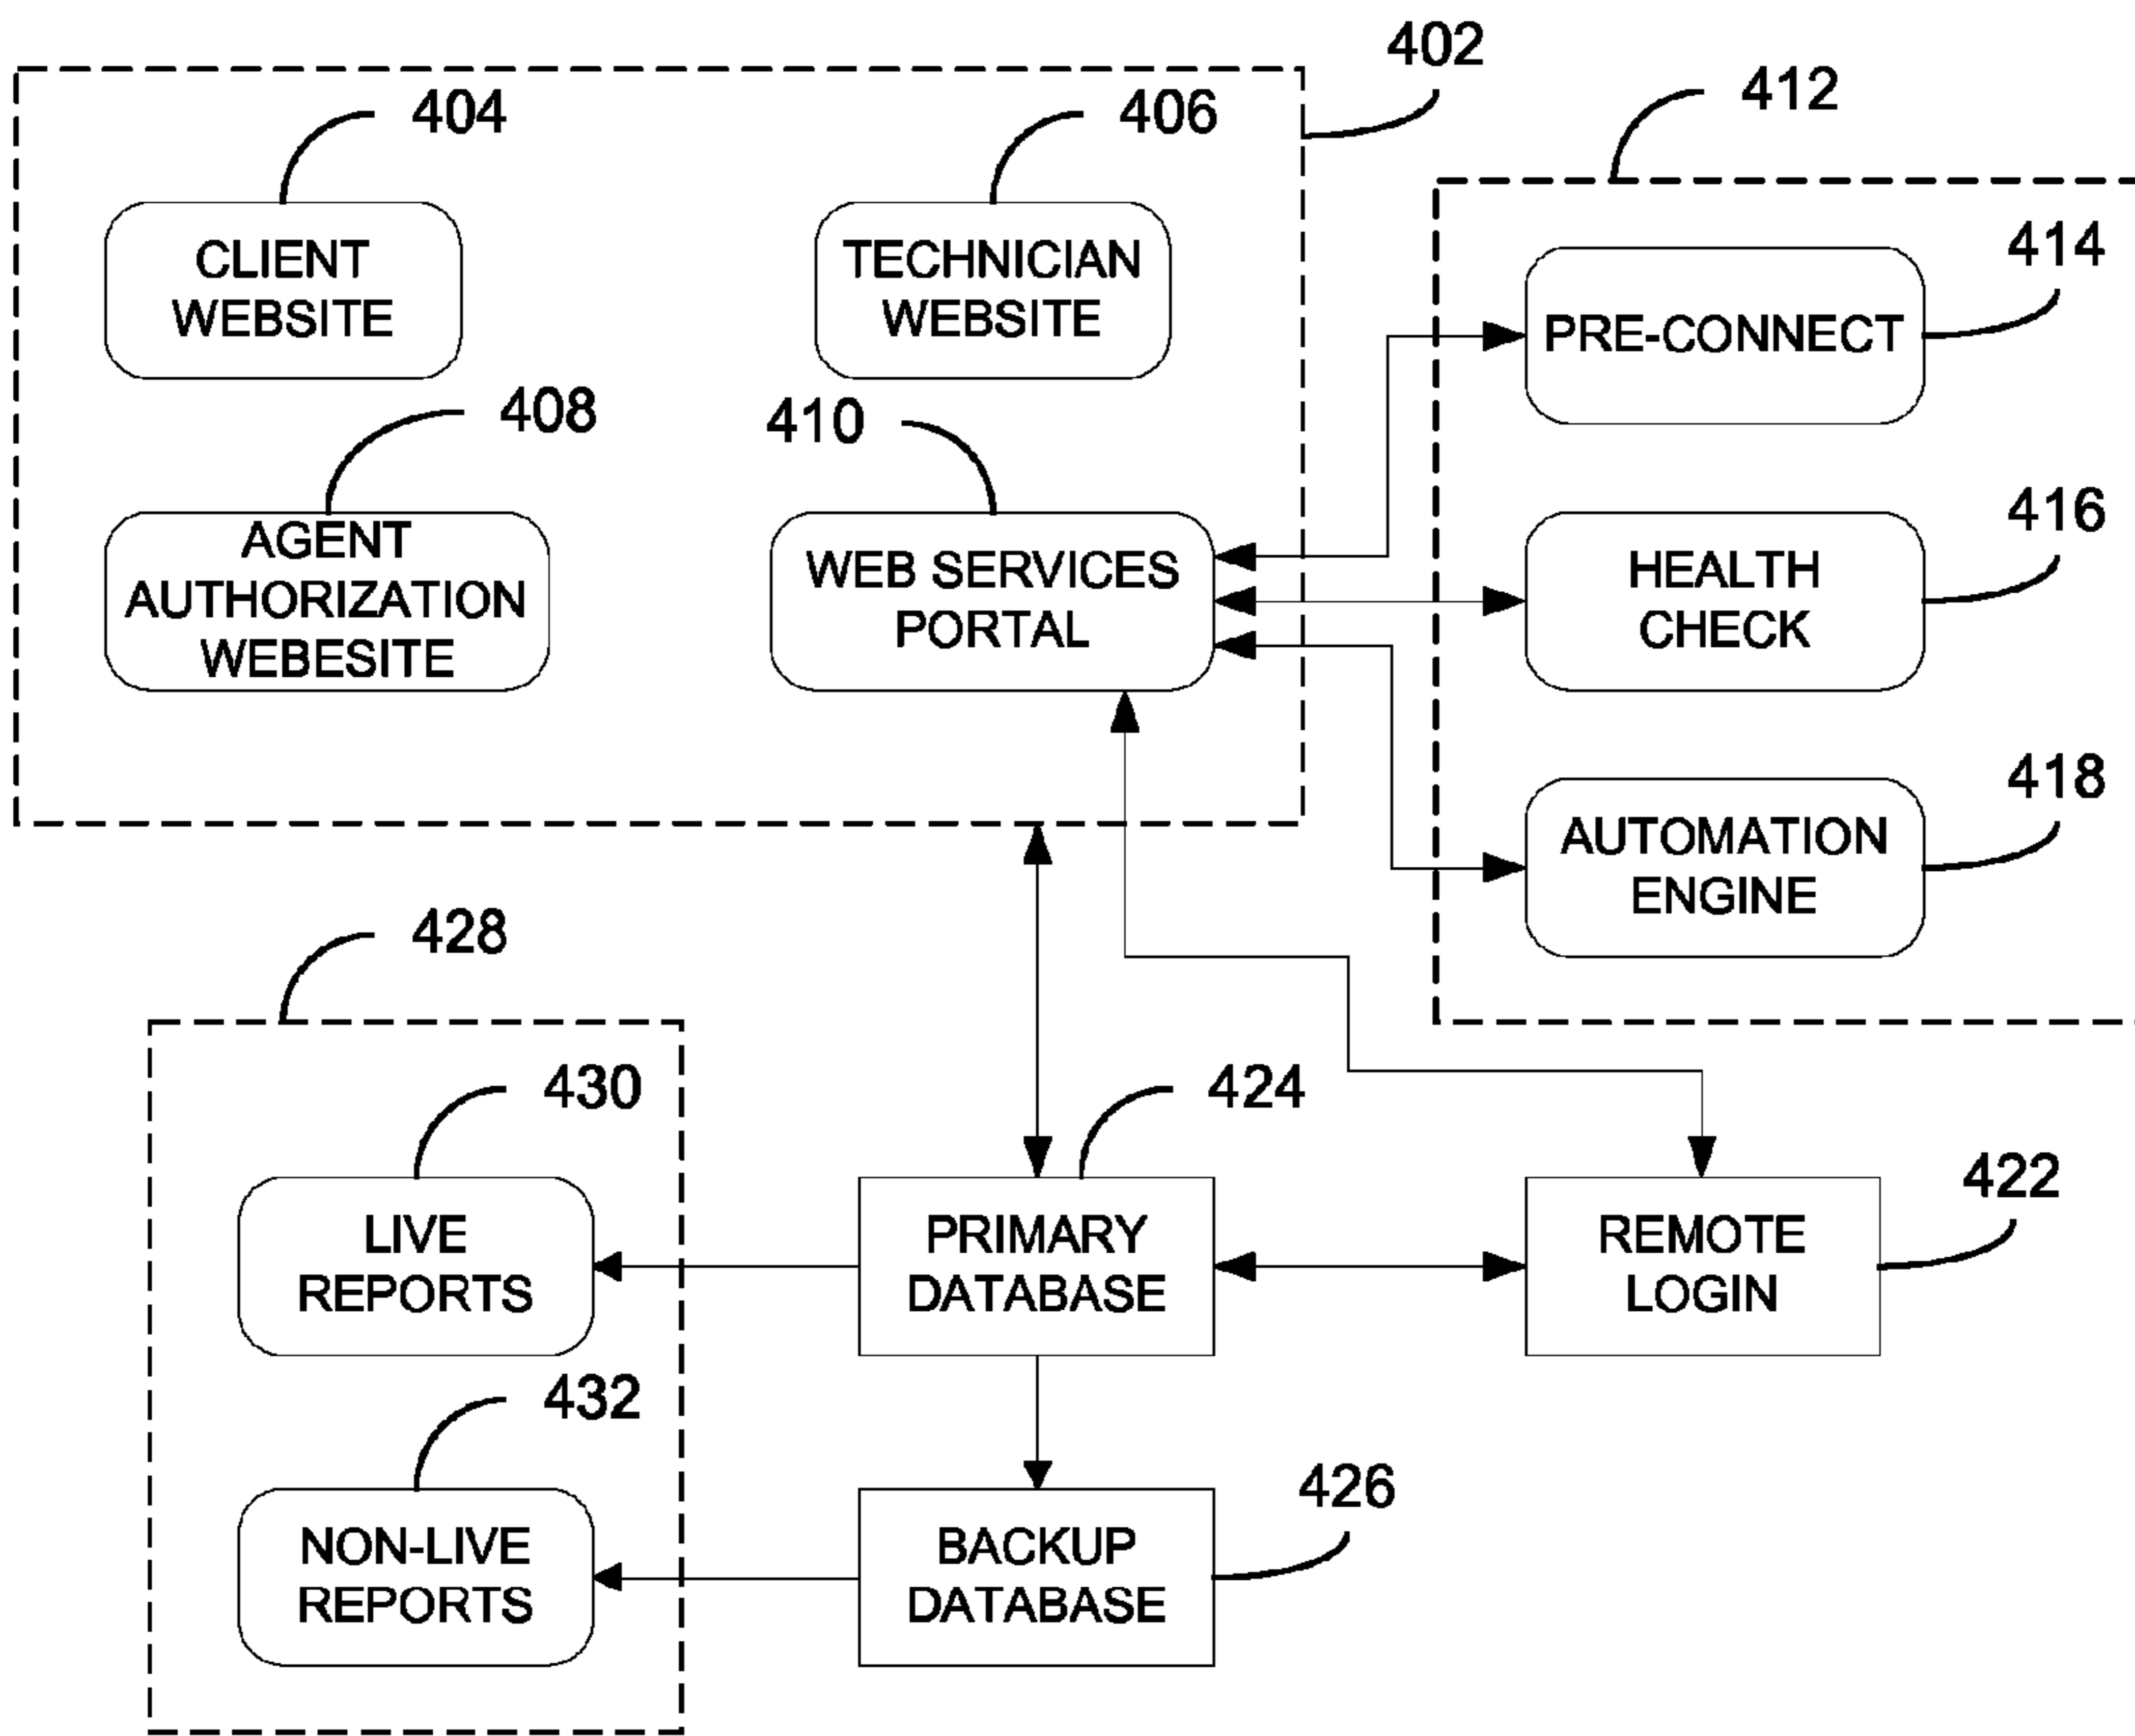 402
412
404
406
CLIENT
WEBSITE
TECHNICIAN
WEBSITE
414
PRE-CONNECT
408
410
AGENT
AUTHORIZATION
WEBESITE
WEB SERVICES
PORTAL
416
HEALTH
CHECK
418
AUTOMATION
ENGINE
428
430
424
422
LIVE
REPORTS
PRIMARY
DATABASE
REMOTE
LOGIN
432
426
NON-LIVE
REPORTS
BACKUP
DATABASE